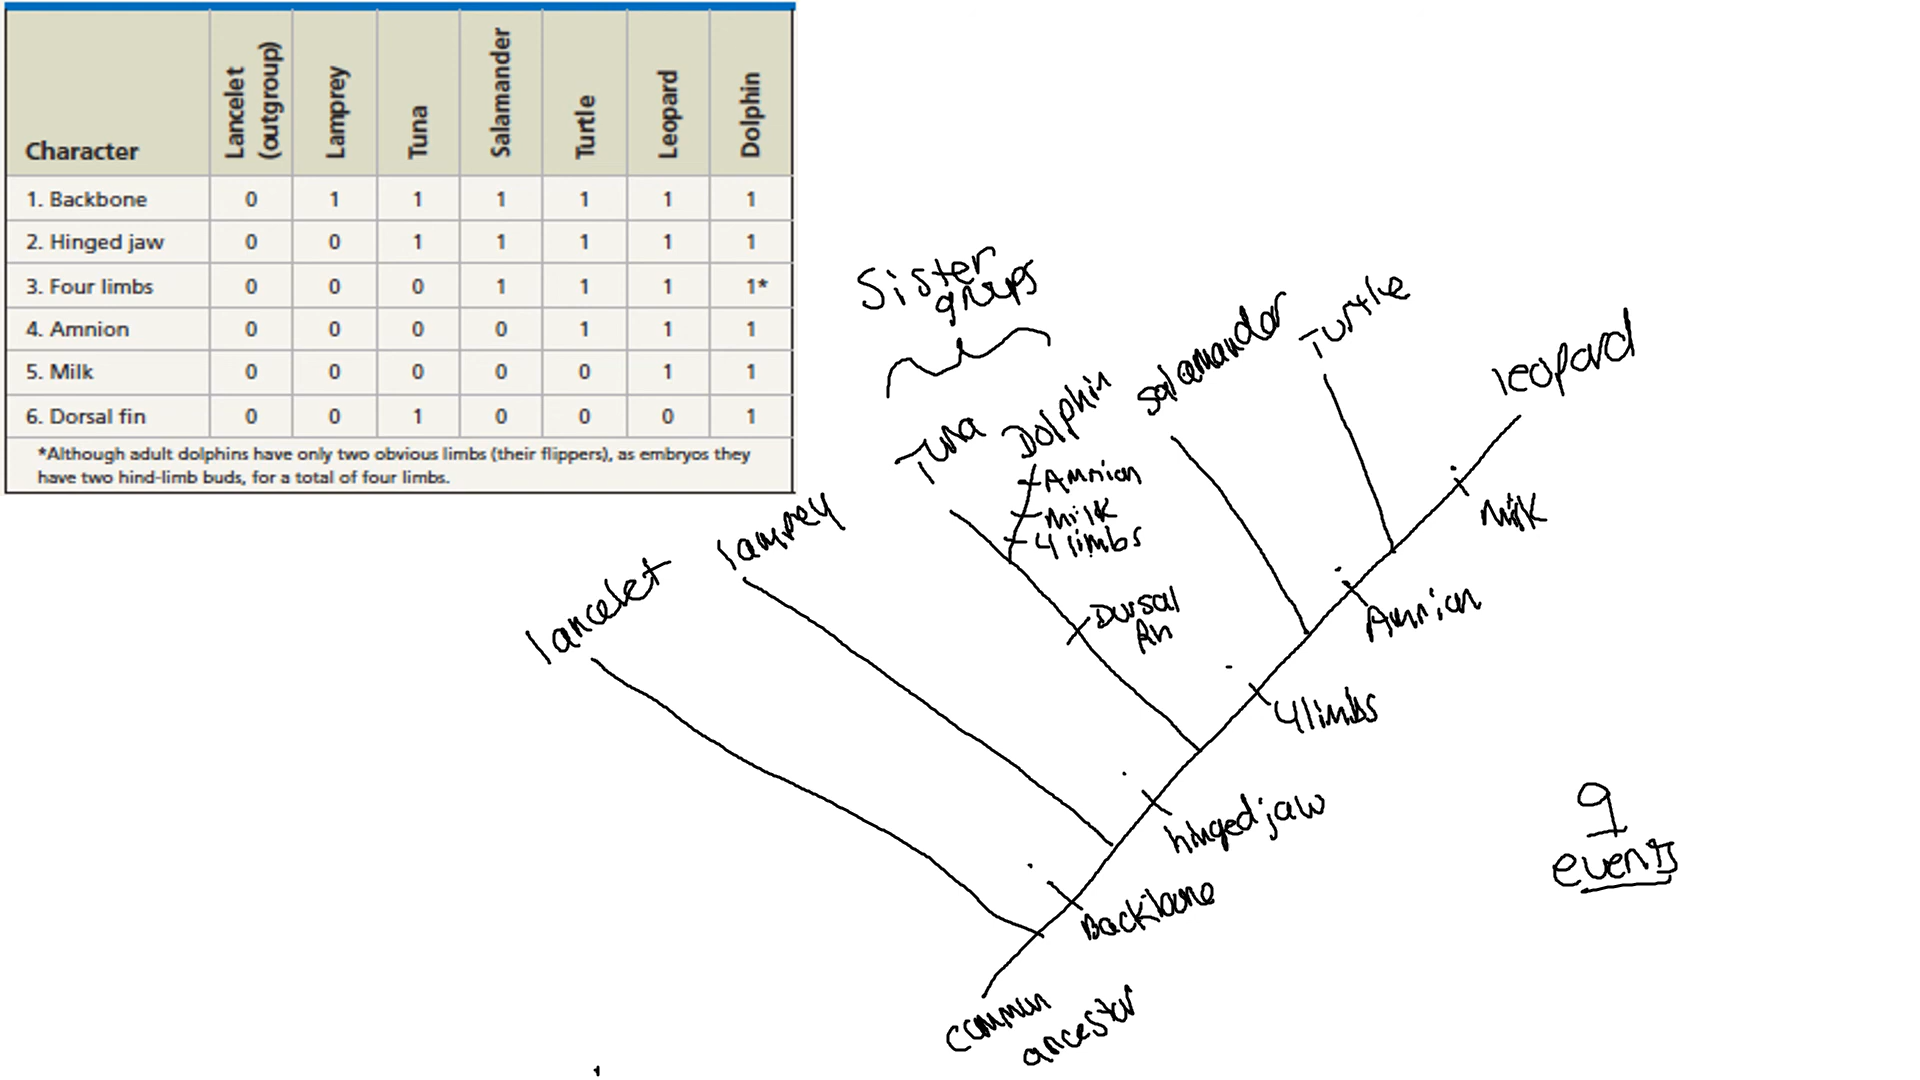 Character Lancelet (outgroup) Lamprey Tuna Salamander Turtle Leopard Dolphin
1. Backbone 0 1 1 1 1 1 1
2. Hinged jaw 0 0 1 1 1 1 1
3. Four limbs 0 0 0 1 1 1 1*
4. Amnion 0 0 0 0 1 1 1
5. Milk 0 0 0 0 0 1 1
6. Dorsal fin 0 0 1 0 0 0 1
*Although adult dolphins have only two obvious limbs (their flippers), as embryos they
have two hind-limb buds, for a total of four limbs.
Sister
groups
lancelet
lamprey
Tuna
Dolphin
salamander
Turtle
leopard
Amnion
Milk
4 limbs
Dorsal
fin
Milk
Amnion
4 limbs
hinged jaw
Backbone
common
ancestor
9
events